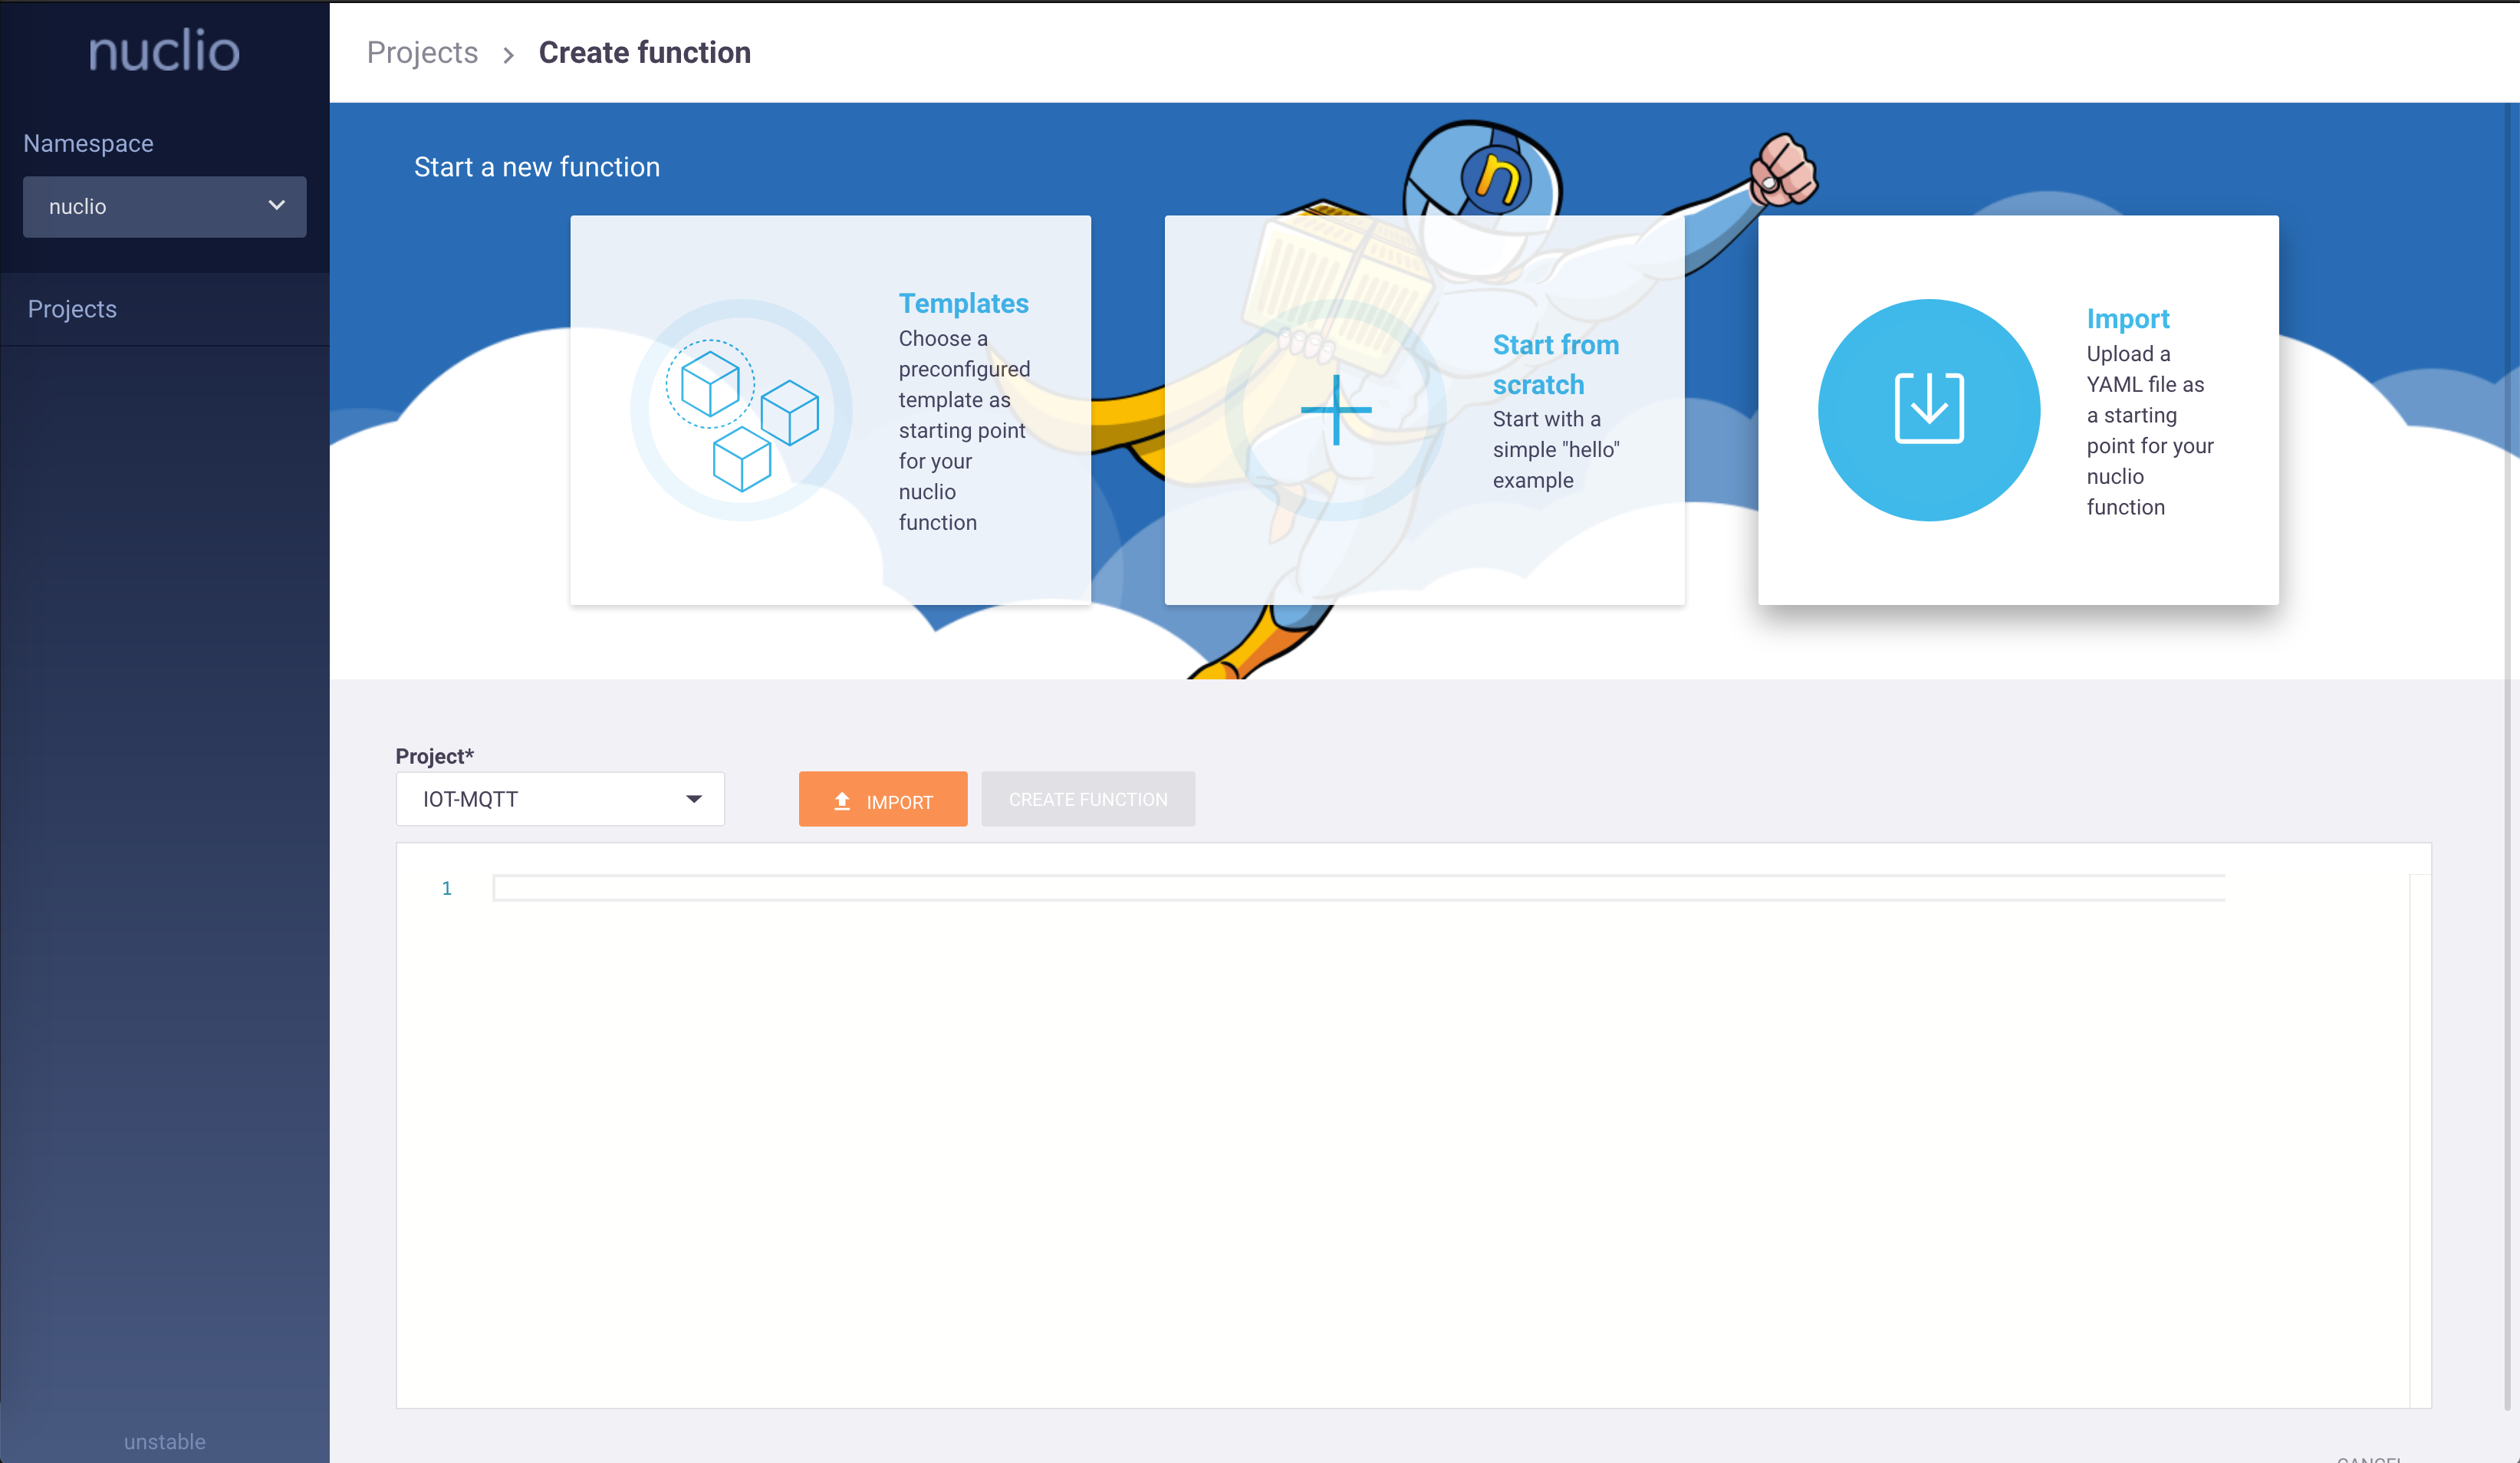 nuclio
Namespace
nuclio
Projects
unstable
Projects > Create function
Start a new function
n
Templates
Choose a
preconfigured
template as
starting point
for your
nuclio
function
Start from
scratch
Start with a
simple "hello"
example
Import
Upload a
YAML file as
a starting
point for your
nuclio
function
Project*
IOT-MQTT
IMPORT
CREATE FUNCTION
1
CANCEL